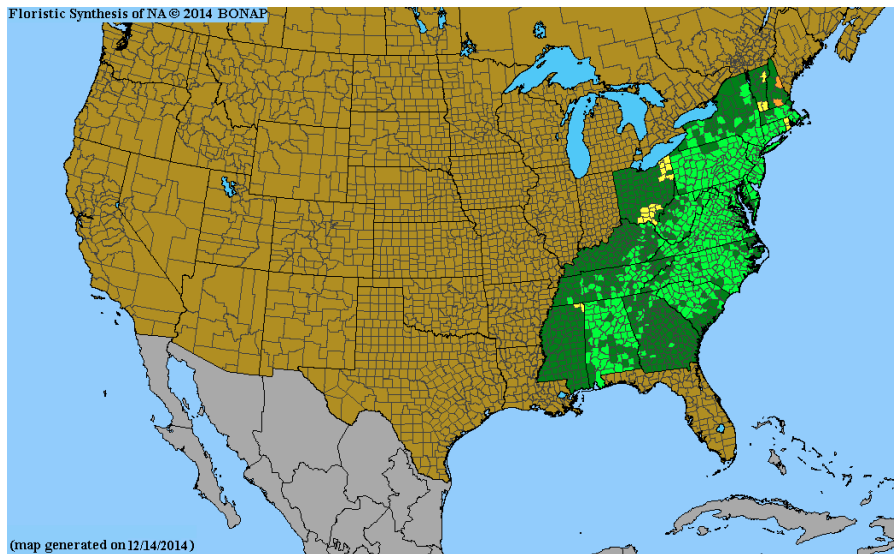 Floristic Synthesis of NA © 2014 BONAP
(map generated on 12/14/2014)